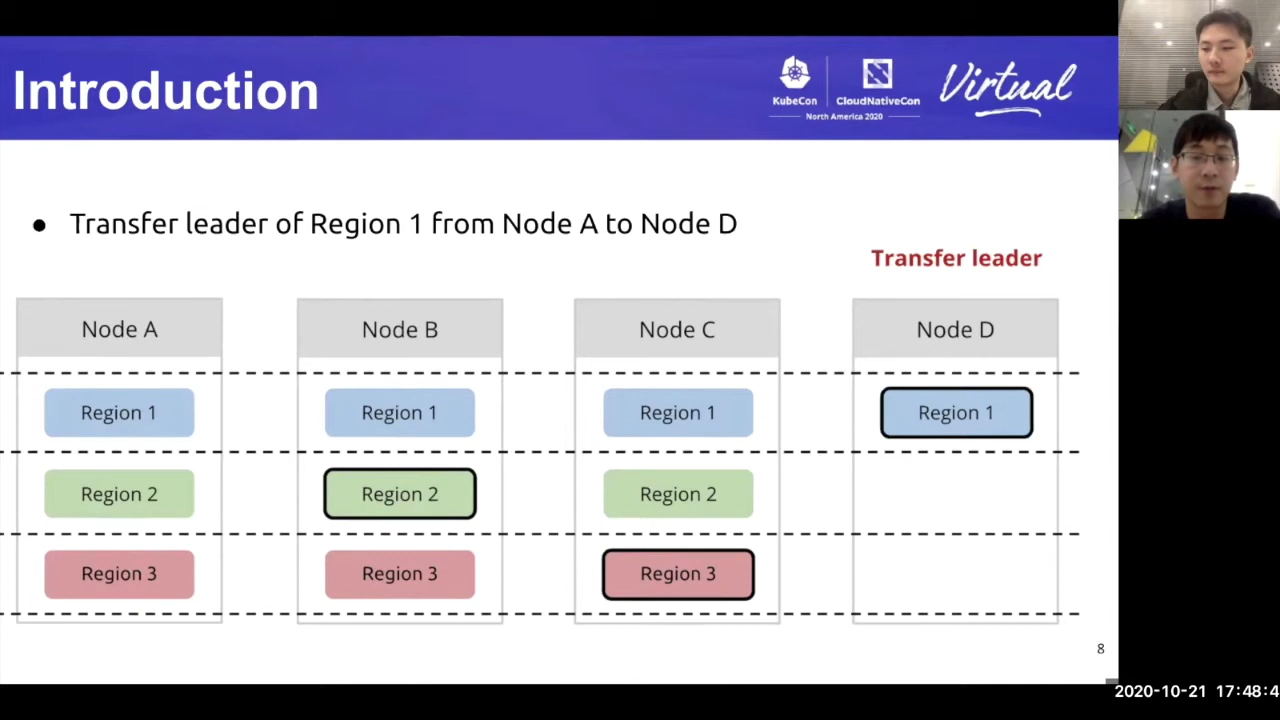 Introduction
KubeCon
CloudNativeCon
North America 2020
Virtual
● Transfer leader of Region 1 from Node A to Node D
Transfer leader
Node A
Node B
Node C
Node D
Region 1
Region 1
Region 1
Region 1
Region 2
Region 2
Region 2
Region 3
Region 3
Region 3
8
2020-10-21 17:48:4